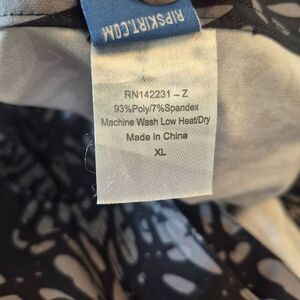 RIPSKIRT.COM
RN142231 - Z
93%Poly/7%Spandex
Machine Wash Low Heat/Dry
Made in China
XL